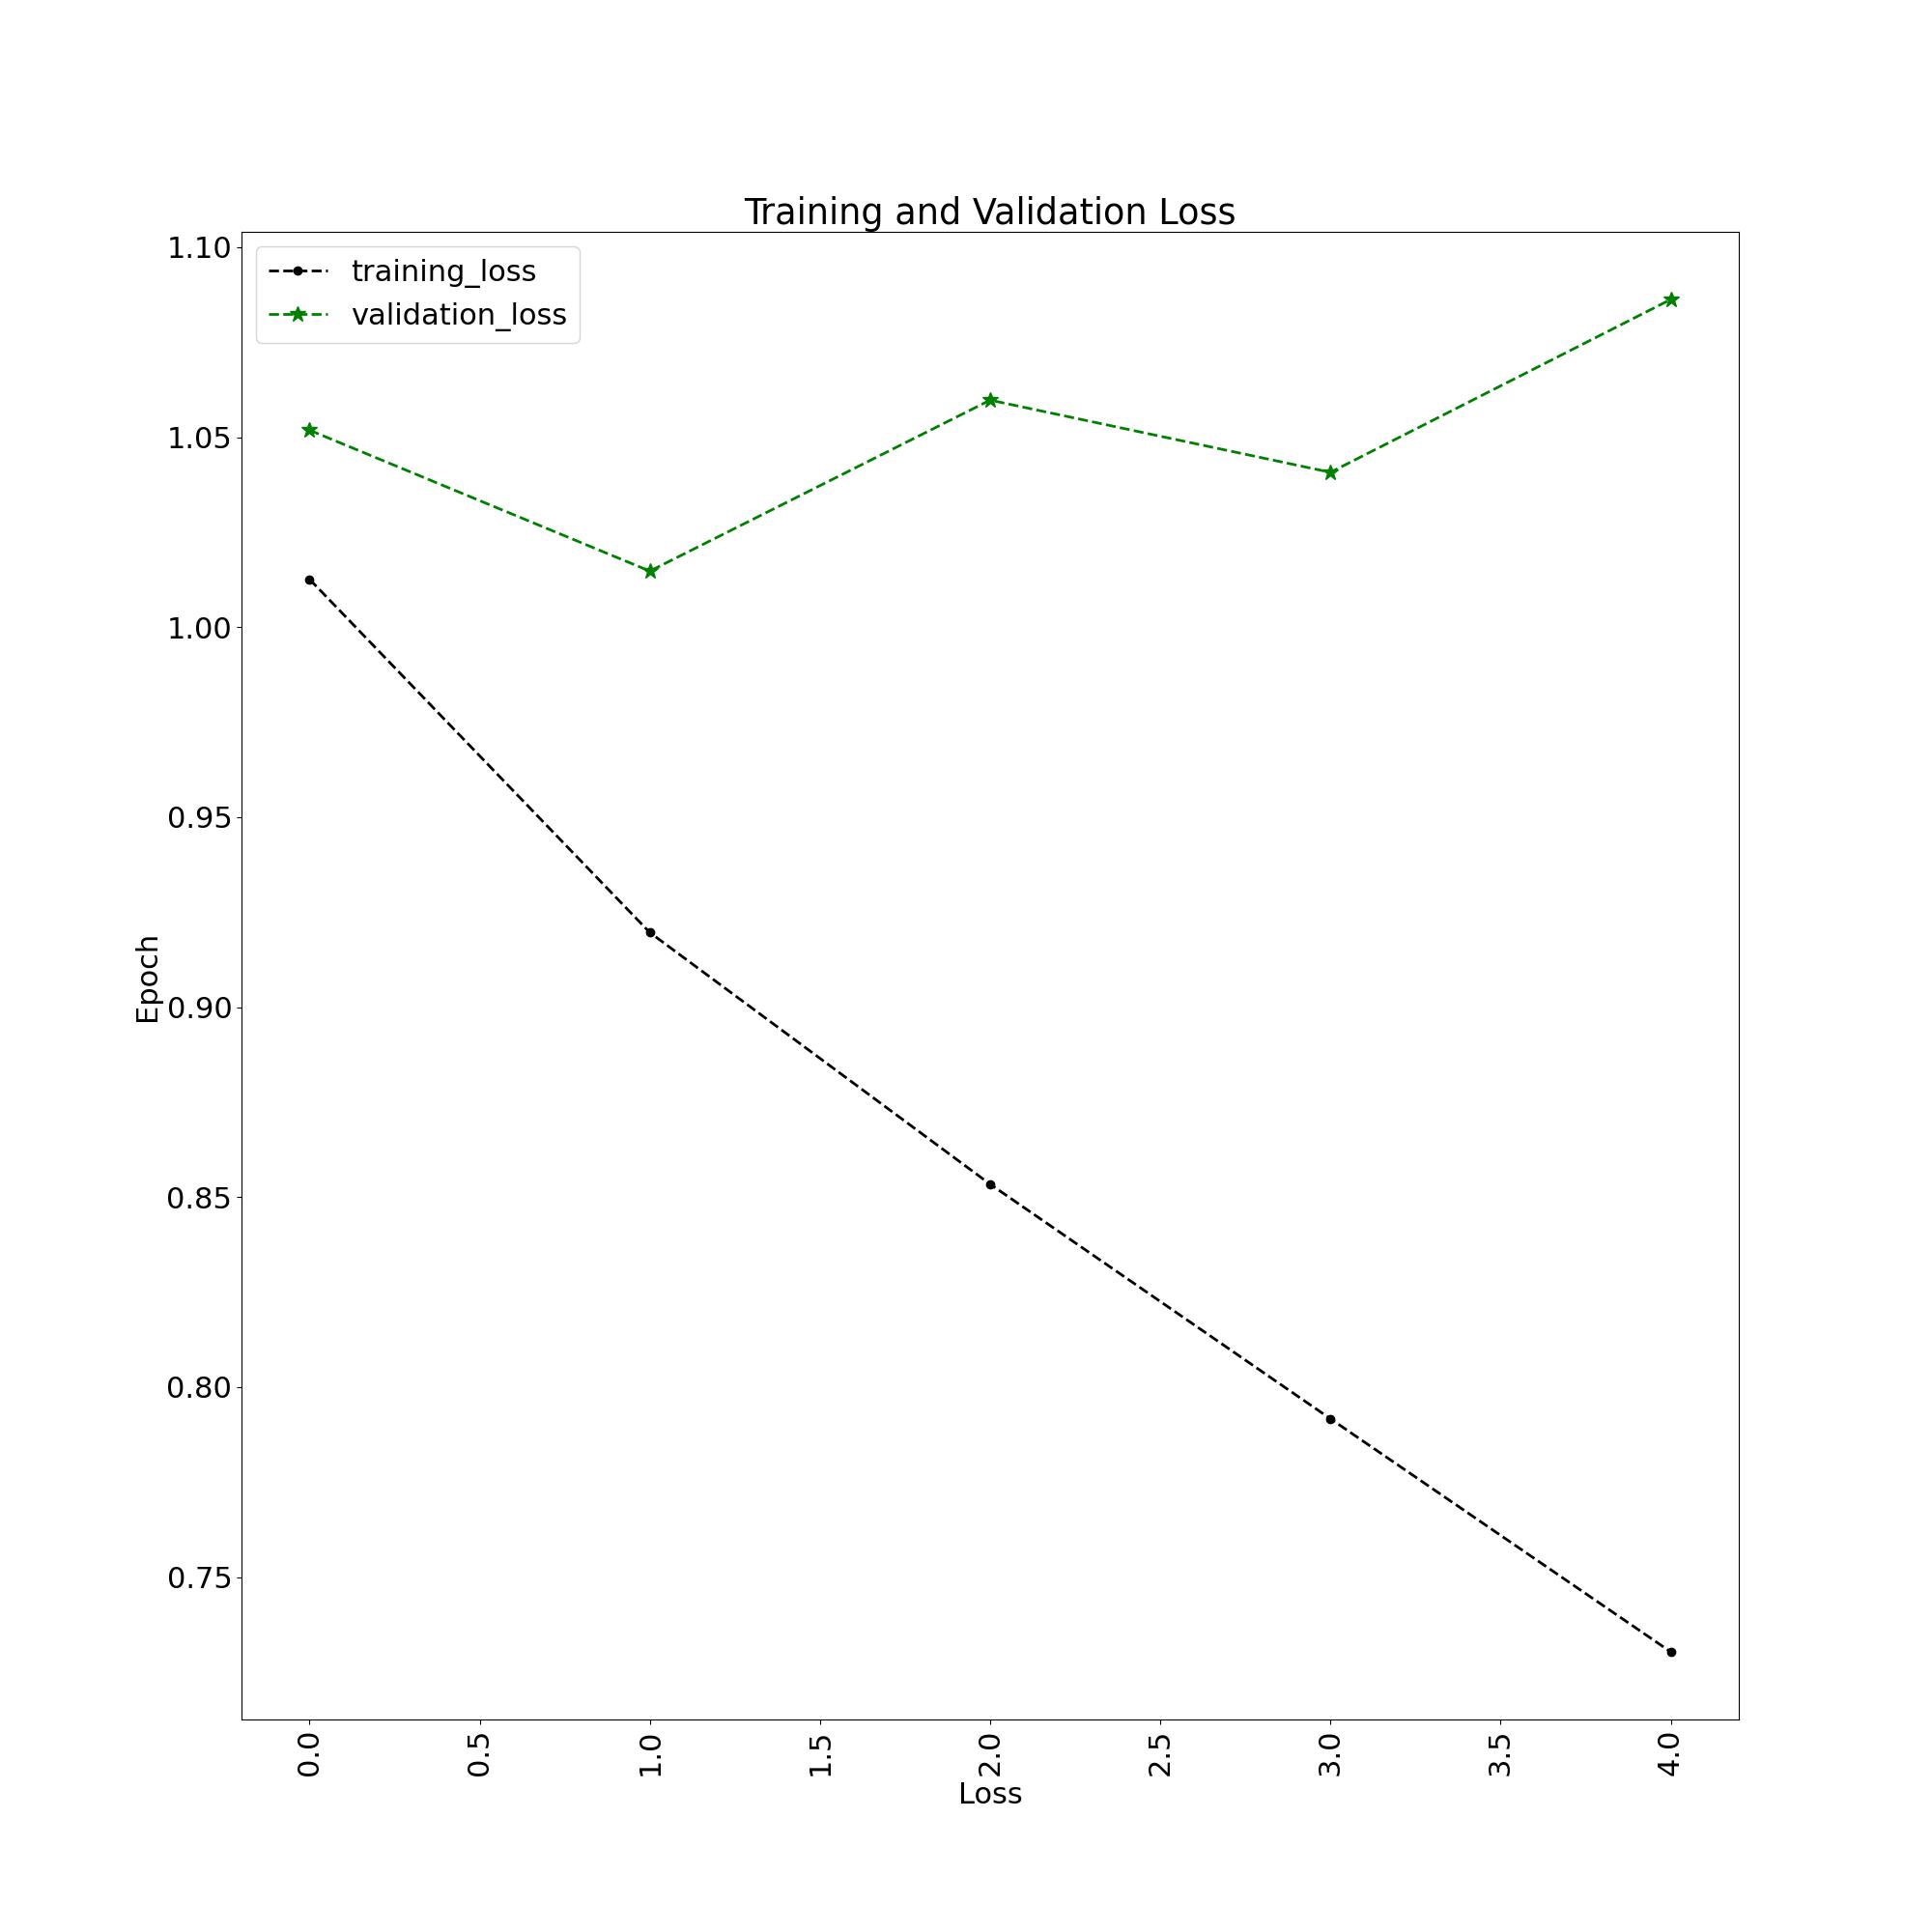 Training and Validation Loss
training_loss
validation_loss
1.10
1.05
1.00
0.95
0.90
0.85
0.80
0.75
Epoch
0.0 0.5 1.0 1.5 2.0 2.5 3.0 3.5 4.0
Loss